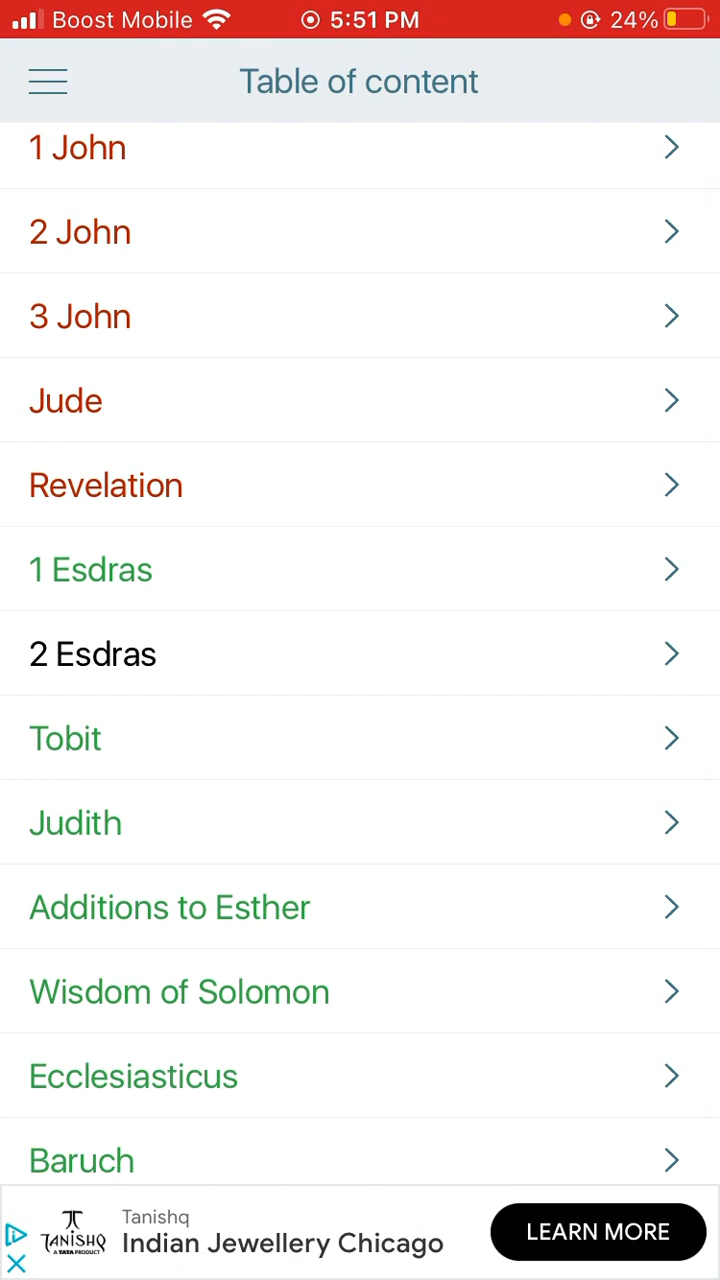 Boost Mobile 5:51 PM 24%
Table of content
1 John
2 John
3 John
Jude
Revelation
1 Esdras
2 Esdras
Tobit
Judith
Additions to Esther
Wisdom of Solomon
Ecclesiasticus
Baruch
TANISHQ
A TATA PRODUCT
Tanishq
Indian Jewellery Chicago
LEARN MORE